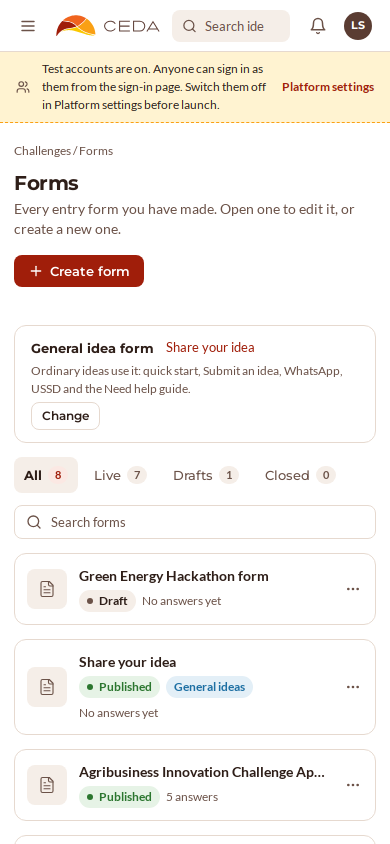 CEDA
Search ide
LS
Test accounts are on. Anyone can sign in as
them from the sign-in page. Switch them off
in Platform settings before launch.
Platform settings
Challenges / Forms
Forms
Every entry form you have made. Open one to edit it, or
create a new one.
Create form
General idea form Share your idea
Ordinary ideas use it: quick start, Submit an idea, WhatsApp,
USSD and the Need help guide.
Change
All 8 Live 7 Drafts 1 Closed 0
Search forms
Green Energy Hackathon form
Draft No answers yet
Share your idea
Published General ideas
No answers yet
Agribusiness Innovation Challenge Ap...
Published 5 answers